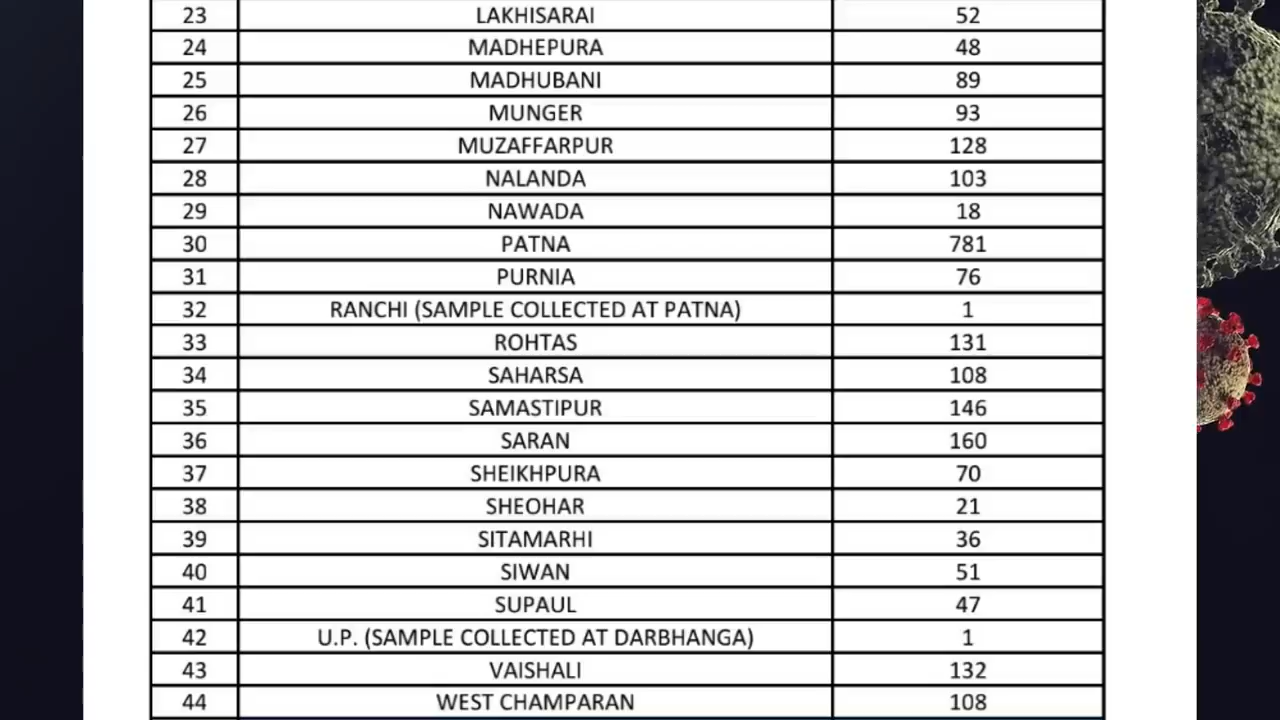 23 LAKHISARAI 52
24 MADHEPURA 48
25 MADHUBANI 89
26 MUNGER 93
27 MUZAFFARPUR 128
28 NALANDA 103
29 NAWADA 18
30 PATNA 781
31 PURNIA 76
32 RANCHI (SAMPLE COLLECTED AT PATNA) 1
33 ROHTAS 131
34 SAHARSA 108
35 SAMASTIPUR 146
36 SARAN 160
37 SHEIKHPURA 70
38 SHEOHAR 21
39 SITAMARHI 36
40 SIWAN 51
41 SUPAUL 47
42 U.P. (SAMPLE COLLECTED AT DARBHANGA) 1
43 VAISHALI 132
44 WEST CHAMPARAN 108